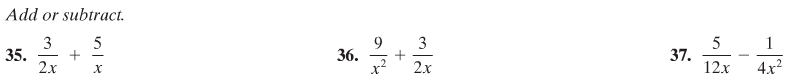 Add or subtract.
35. 3/(2x) + 5/x 36. 9/x² + 3/(2x) 37. 5/(12x) − 1/(4x²)